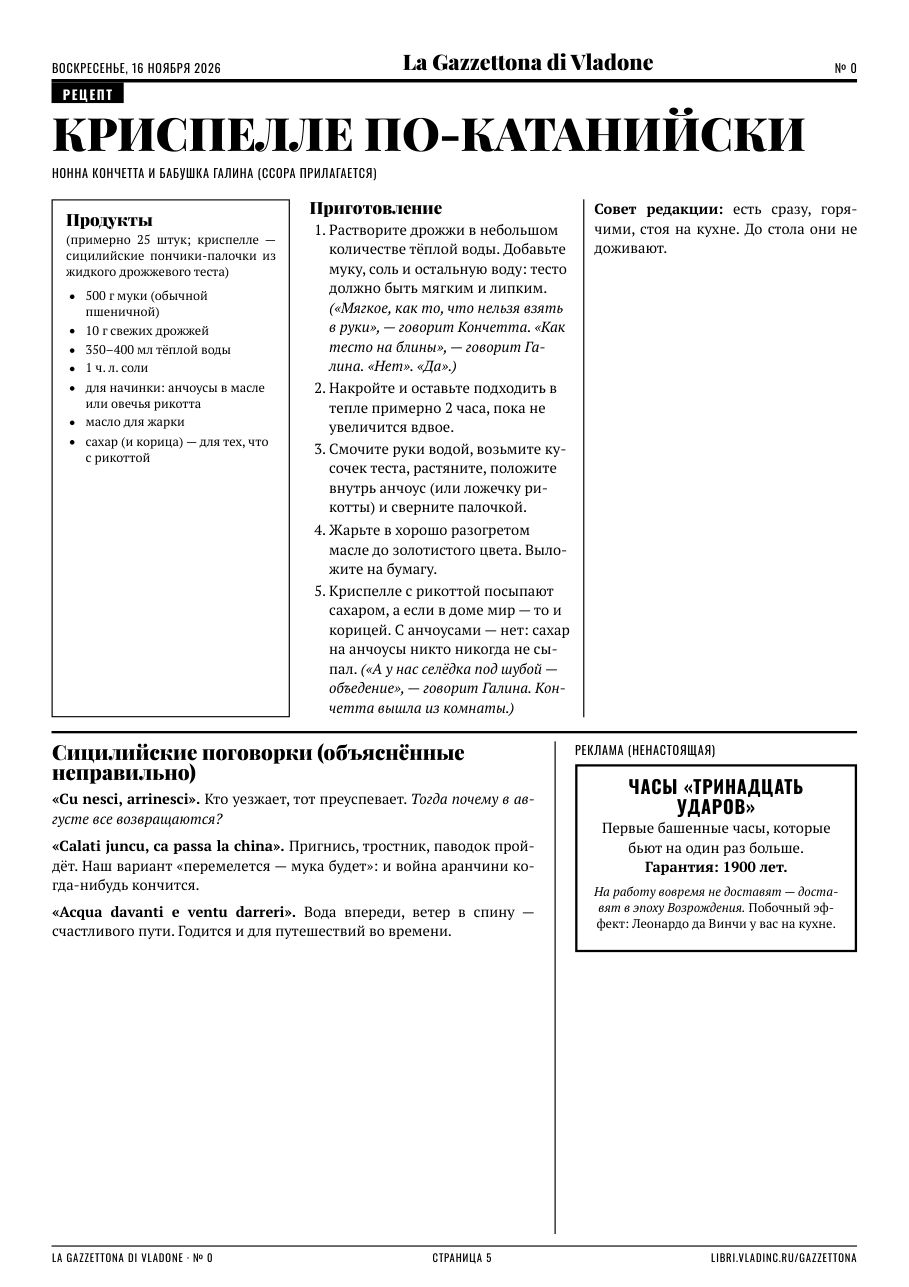 ВОСКРЕСЕНЬЕ, 16 НОЯБРЯ 2026
La Gazzettona di Vladone
№ 0
РЕЦЕПТ
КРИСПЕЛЛЕ ПО-КАТАНИЙСКИ
НОННА КОНЧЕТТА И БАБУШКА ГАЛИНА (ССОРА ПРИЛАГАЕТСЯ)
Продукты
(примерно 25 штук; криспелле —
сицилийские пончики-палочки из
жидкого дрожжевого теста)
• 500 г муки (обычной
пшеничной)
• 10 г свежих дрожжей
• 350–400 мл тёплой воды
• 1 ч. л. соли
• для начинки: анчоусы в масле
или овечья рикотта
• масло для жарки
• сахар (и корица) — для тех, что
с рикоттой
Приготовление
1. Растворите дрожжи в небольшом
количестве тёплой воды. Добавьте
муку, соль и остальную воду: тесто
должно быть мягким и липким.
(«Мягкое, как то, что нельзя взять
в руки», — говорит Кончетта. «Как
тесто на блины», — говорит Га-
лина. «Нет». «Да».)
2. Накройте и оставьте подходить в
тепле примерно 2 часа, пока не
увеличится вдвое.
3. Смочите руки водой, возьмите ку-
сочек теста, растяните, положите
внутрь анчоус (или ложечку ри-
котты) и сверните палочкой.
4. Жарьте в хорошо разогретом
масле до золотистого цвета. Выло-
жите на бумагу.
5. Криспелле с рикоттой посыпают
сахаром, а если в доме мир — то и
корицей. С анчоусами — нет: сахар
на анчоусы никто никогда не сы-
пал. («А у нас селёдка под шубой —
объедение», — говорит Галина. Кон-
четта вышла из комнаты.)
Совет редакции: есть сразу, горя-
чими, стоя на кухне. До стола они не
доживают.
Сицилийские поговорки (объяснённые
неправильно)
«Cu nesci, arrinesci». Кто уезжает, тот преуспевает. Тогда почему в ав-
густе все возвращаются?
«Calati juncu, ca passa la china». Пригнись, тростник, паводок прой-
дёт. Наш вариант «перемелется — мука будет»: и война аранчини ко-
гда-нибудь кончится.
«Acqua davanti e ventu darreri». Вода впереди, ветер в спину —
счастливого пути. Годится и для путешествий во времени.
РЕКЛАМА (НЕНАСТОЯЩАЯ)
ЧАСЫ «ТРИНАДЦАТЬ
УДАРОВ»
Первые башенные часы, которые
бьют на один раз больше.
Гарантия: 1900 лет.
На работу вовремя не доставят — доста-
вят в эпоху Возрождения. Побочный эф-
фект: Леонардо да Винчи у вас на кухне.
LA GAZZETTONA DI VLADONE · № 0
СТРАНИЦА 5
LIBRI.VLADINC.RU/GAZZETTONA